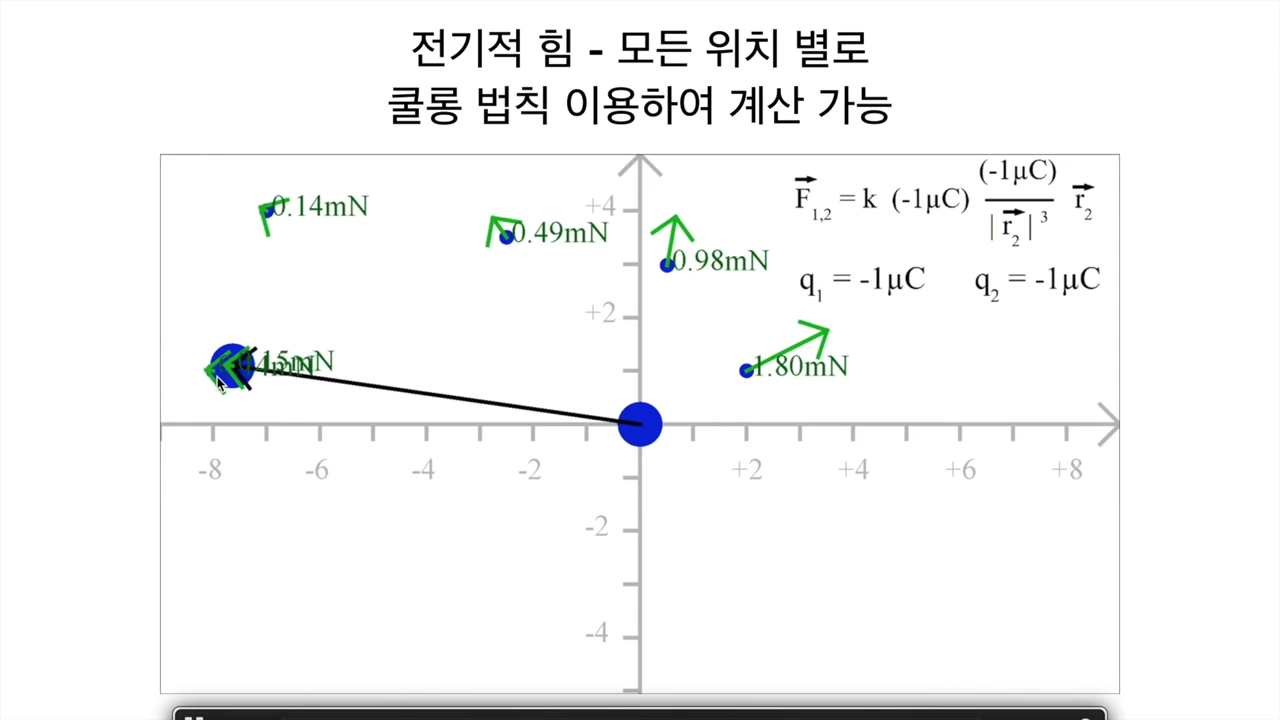 전기적 힘 - 모든 위치 별로
쿨롱 법칙 이용하여 계산 가능
F1,2 = k (-1μC) (-1μC) / |r2|3 r2
q1 = -1μC q2 = -1μC
0.14mN
0.49mN
0.98mN
1.80mN
+4
+2
-8 -6 -4 -2 +2 +4 +6 +8
-2
-4